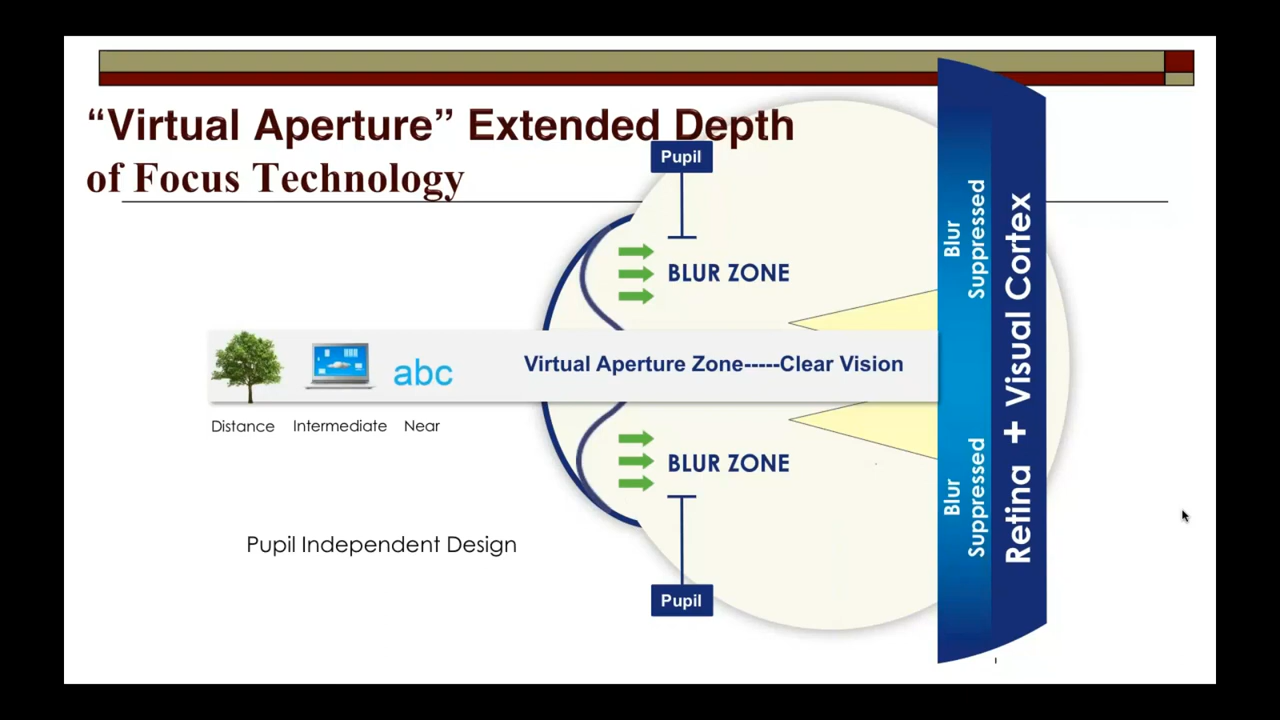 “Virtual Aperture” Extended Depth
of Focus Technology
Pupil
BLUR ZONE
abc
Virtual Aperture Zone-----Clear Vision
Distance
Intermediate
Near
BLUR ZONE
Pupil Independent Design
Pupil
Blur
Suppressed
Blur
Suppressed
Retina + Visual Cortex